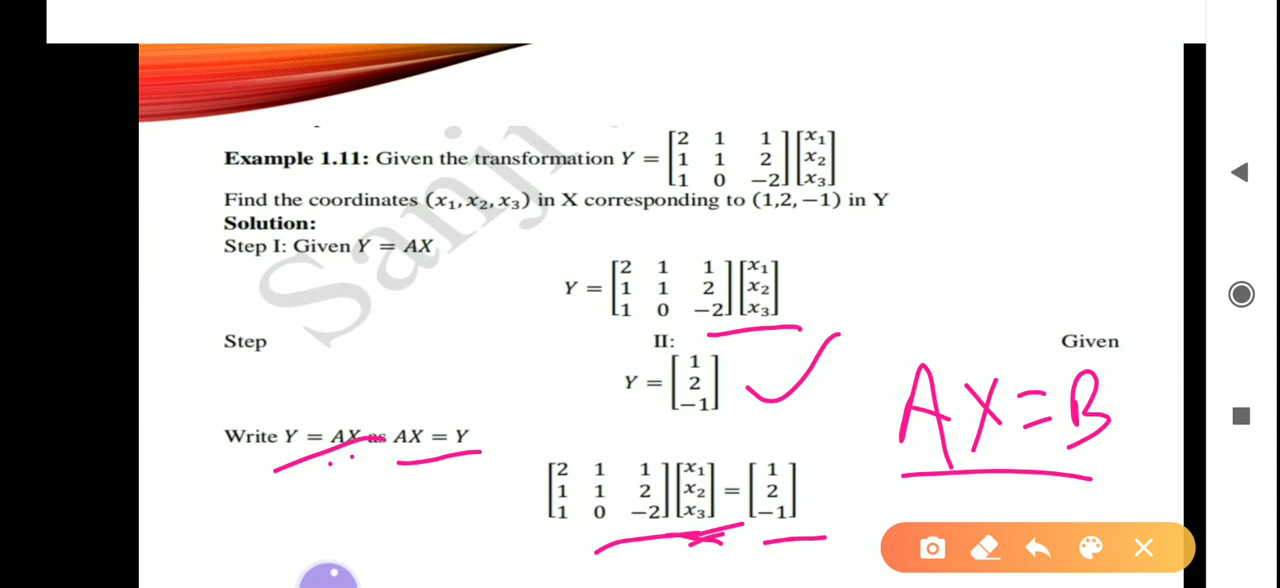 Example 1.11: Given the transformation Y = [2 1 1; 1 1 2; 1 0 −2] [x₁; x₂; x₃]
Find the coordinates (x₁, x₂, x₃) in X corresponding to (1,2, −1) in Y
Solution:
Step I: Given Y = AX
Y = [2 1 1; 1 1 2; 1 0 −2] [x₁; x₂; x₃]
Step II: Given
Y = [1; 2; −1]
AX=B
Write Y = AX as AX = Y
[2 1 1; 1 1 2; 1 0 −2] [x₁; x₂; x₃] = [1; 2; −1]
Sanji